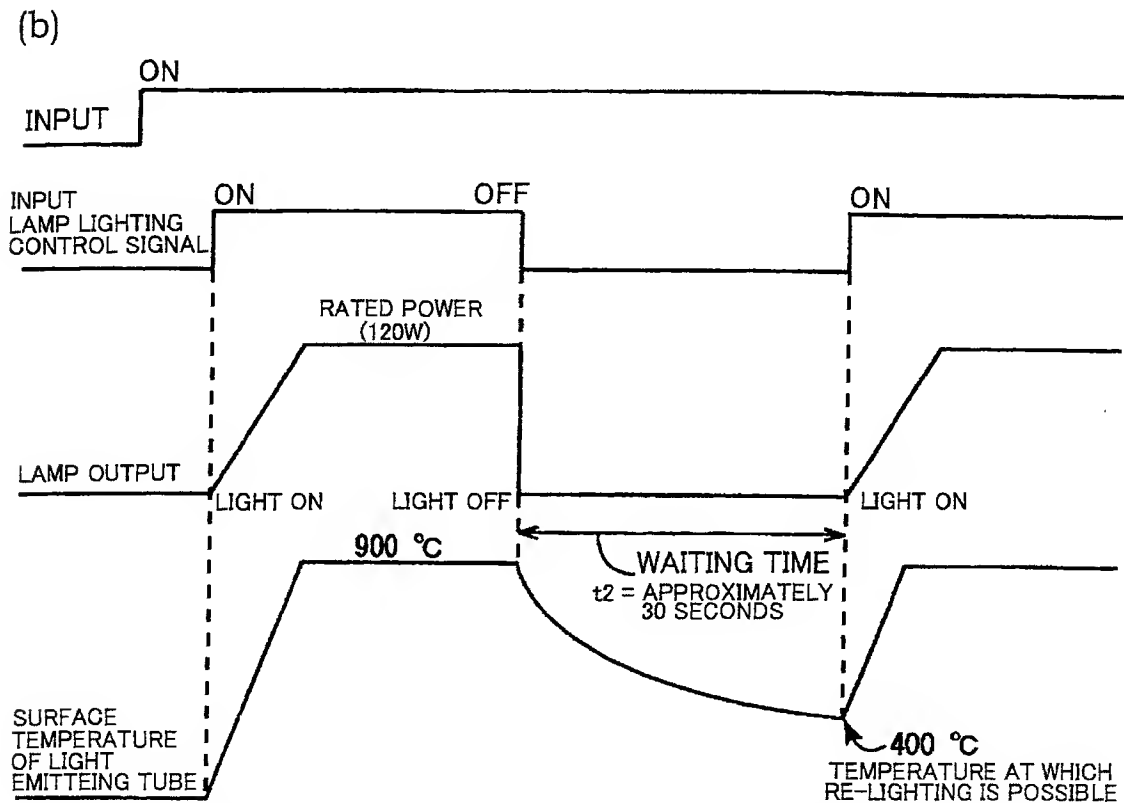 (b)
ON
INPUT
INPUT
LAMP LIGHTING
CONTROL SIGNAL
ON
OFF
ON
RATED POWER
(120W)
LAMP OUTPUT
LIGHT ON
LIGHT OFF
LIGHT ON
900 °C
WAITING TIME
t2 = APPROXIMATELY
30 SECONDS
SURFACE
TEMPERATURE
OF LIGHT
EMITTEING TUBE
400 °C
TEMPERATURE AT WHICH
RE-LIGHTING IS POSSIBLE